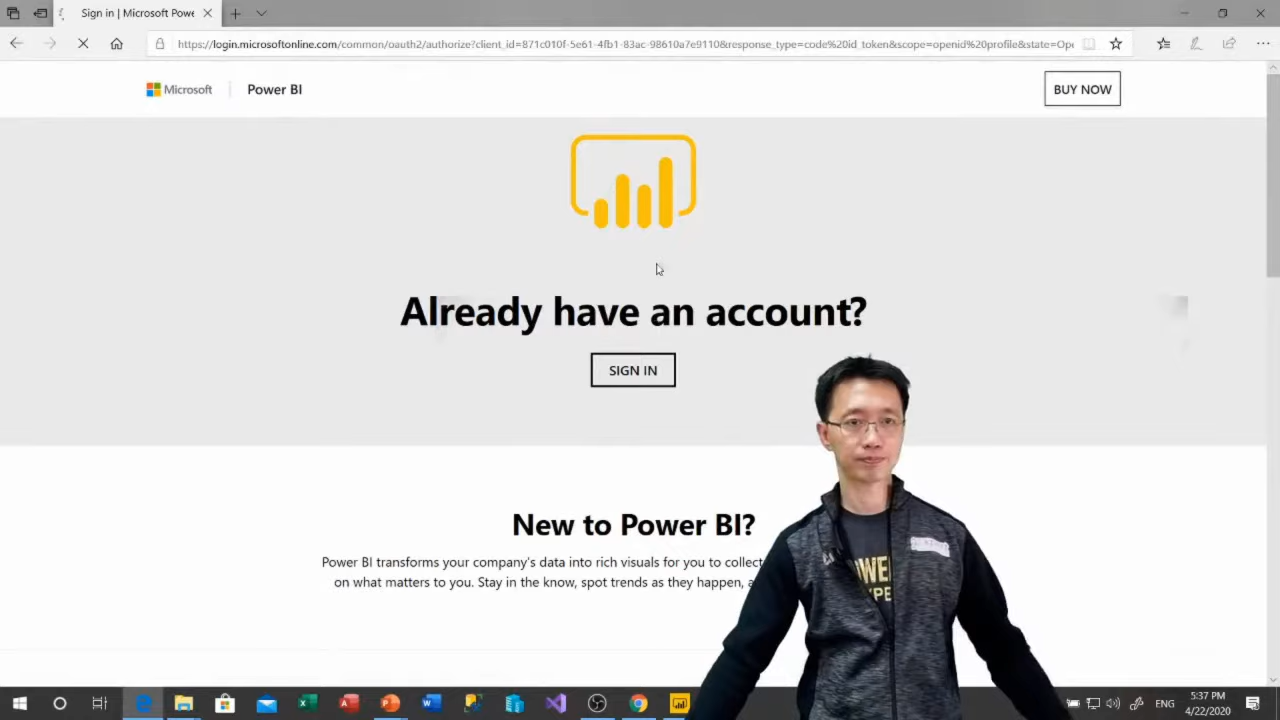 Sign in | Microsoft Powe
https://login.microsoftonline.com/common/oauth2/authorize?client_id=871c010f-5e61-4fb1-83ac-98610a7e9110&response_type=code%20id_token&scope=openid%20profile&state=Ope
Microsoft
Power BI
BUY NOW
Already have an account?
SIGN IN
New to Power BI?
Power BI transforms your company's data into rich visuals for you to collect
on what matters to you. Stay in the know, spot trends as they happen, a
ENG
5:37 PM
4/22/2020